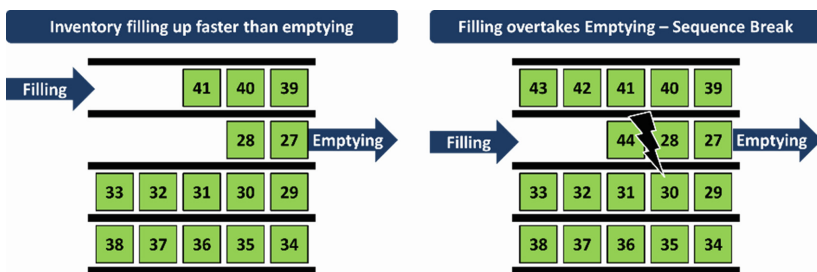 Inventory filling up faster than emptying
Filling
41 40 39
28 27
Emptying
33 32 31 30 29
38 37 36 35 34
Filling overtakes Emptying – Sequence Break
43 42 41 40 39
Filling
44 28 27
Emptying
33 32 31 30 29
38 37 36 35 34